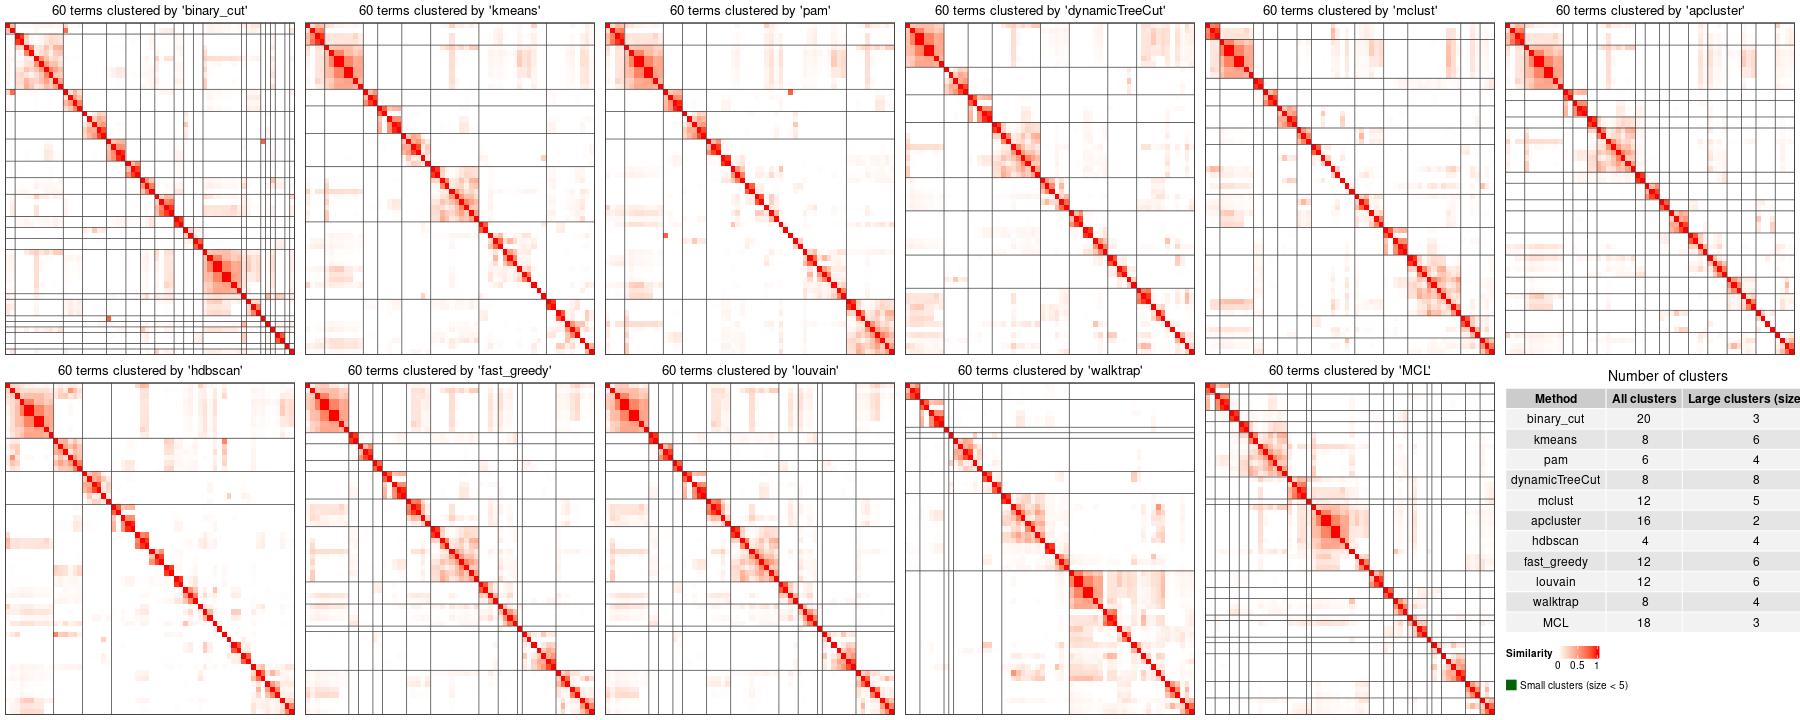 60 terms clustered by 'binary_cut'
60 terms clustered by 'kmeans'
60 terms clustered by 'pam'
60 terms clustered by 'dynamicTreeCut'
60 terms clustered by 'mclust'
60 terms clustered by 'apcluster'
60 terms clustered by 'hdbscan'
60 terms clustered by 'fast_greedy'
60 terms clustered by 'louvain'
60 terms clustered by 'walktrap'
60 terms clustered by 'MCL'
Number of clusters
Method All clusters Large clusters (size
binary_cut 20 3
kmeans 8 6
pam 6 4
dynamicTreeCut 8 8
mclust 12 5
apcluster 16 2
hdbscan 4 4
fast_greedy 12 6
louvain 12 6
walktrap 8 4
MCL 18 3
Similarity
0 0.5 1
Small clusters (size < 5)